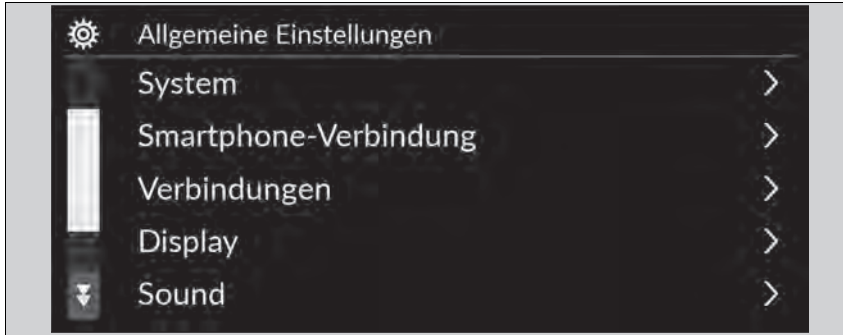 Allgemeine Einstellungen
System
Smartphone-Verbindung
Verbindungen
Display
Sound